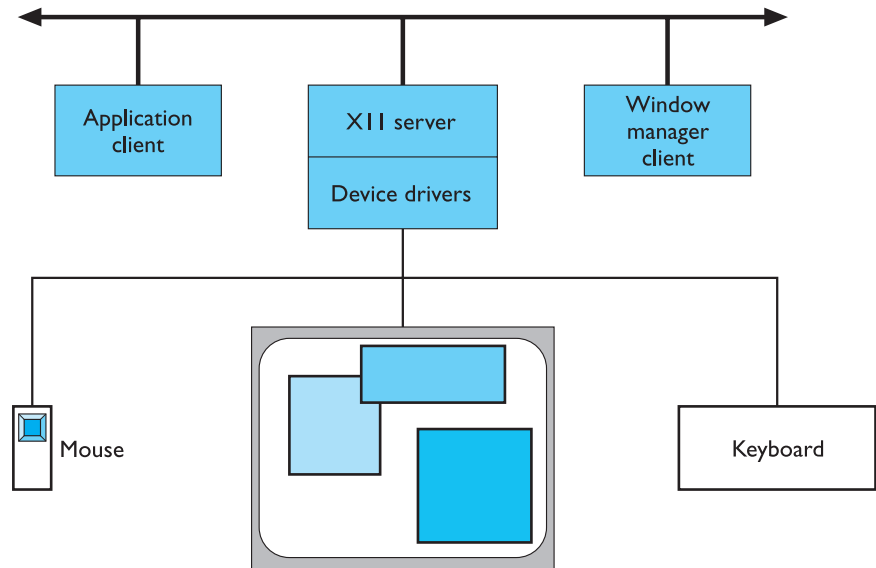 Application
client
X11 server
Device drivers
Window
manager
client
Mouse
Keyboard